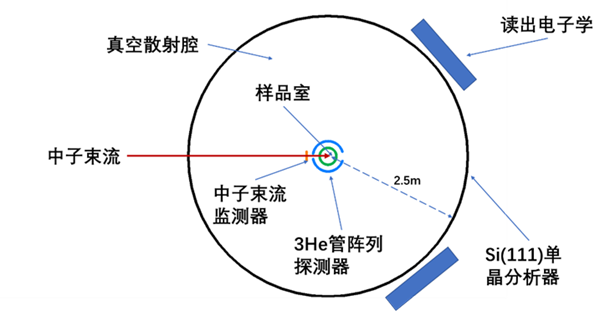 真空散射腔
读出电子学
样品室
中子束流
2.5m
中子束流
监测器
3He管阵列
探测器
Si(111)单
晶分析器